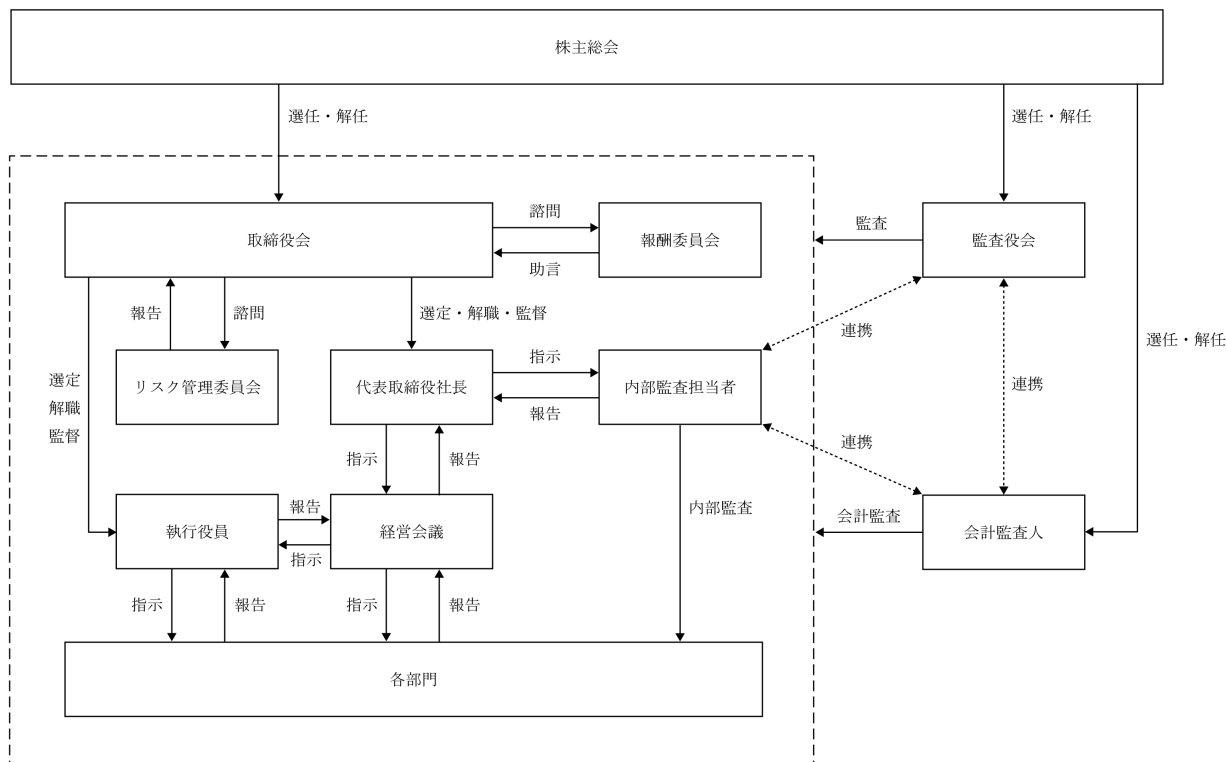 株主総会
選任・解任
選任・解任
選任・解任
取締役会
諮問
助言
報酬委員会
監査
監査役会
報告
諮問
選定・解職・監督
選定
解職
監督
リスク管理委員会
代表取締役社長
指示
報告
内部監査担当者
連携
連携
連携
指示
報告
内部監査
執行役員
報告
指示
経営会議
会計監査
会計監査人
指示
報告
指示
報告
各部門